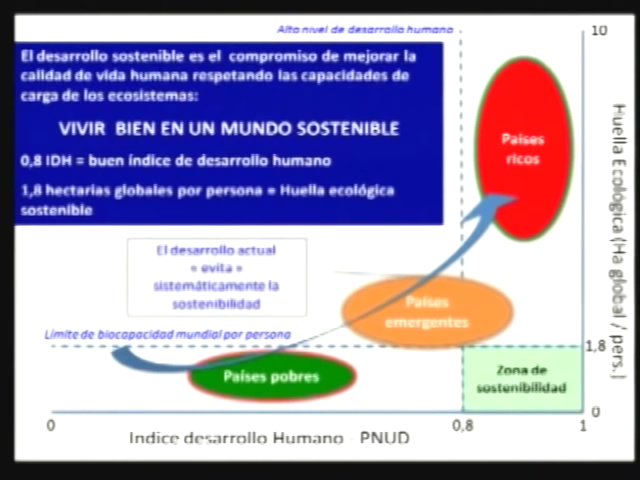 Alto nivel de desarrollo humano
10
El desarrollo sostenible es el compromiso de mejorar la
calidad de vida humana respetando las capacidades de
carga de los ecosistemas:
VIVIR BIEN EN UN MUNDO SOSTENIBLE
0,8 IDH = buen índice de desarrollo humano
1,8 hectarias globales por persona = Huella ecológica
sostenible
Países
ricos
Huella Ecológica (Ha global / pers.)
El desarrollo actual
« evita »
sistemáticamente la
sostenibilidad
Países
emergentes
Límite de biocapacidad mundial por persona
1,8
Países pobres
Zona de
sostenibilidad
0
0
0,8
1
Indice desarrollo Humano - PNUD